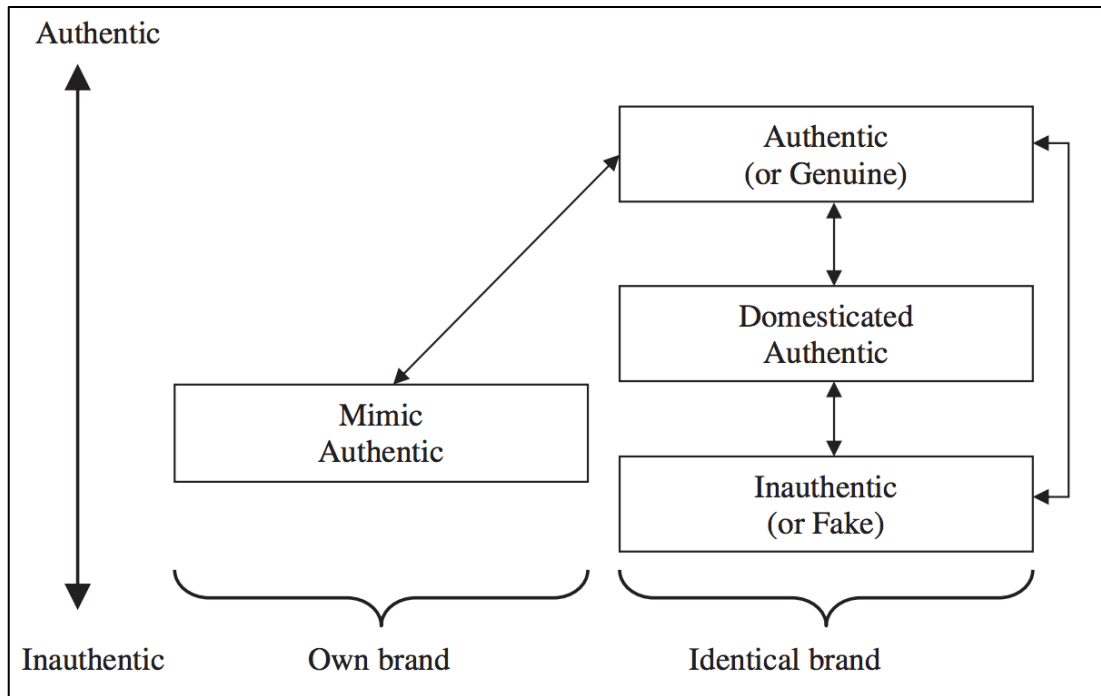 Authentic
Authentic
(or Genuine)
Domesticated
Authentic
Mimic
Authentic
Inauthentic
(or Fake)
Inauthentic
Own brand
Identical brand